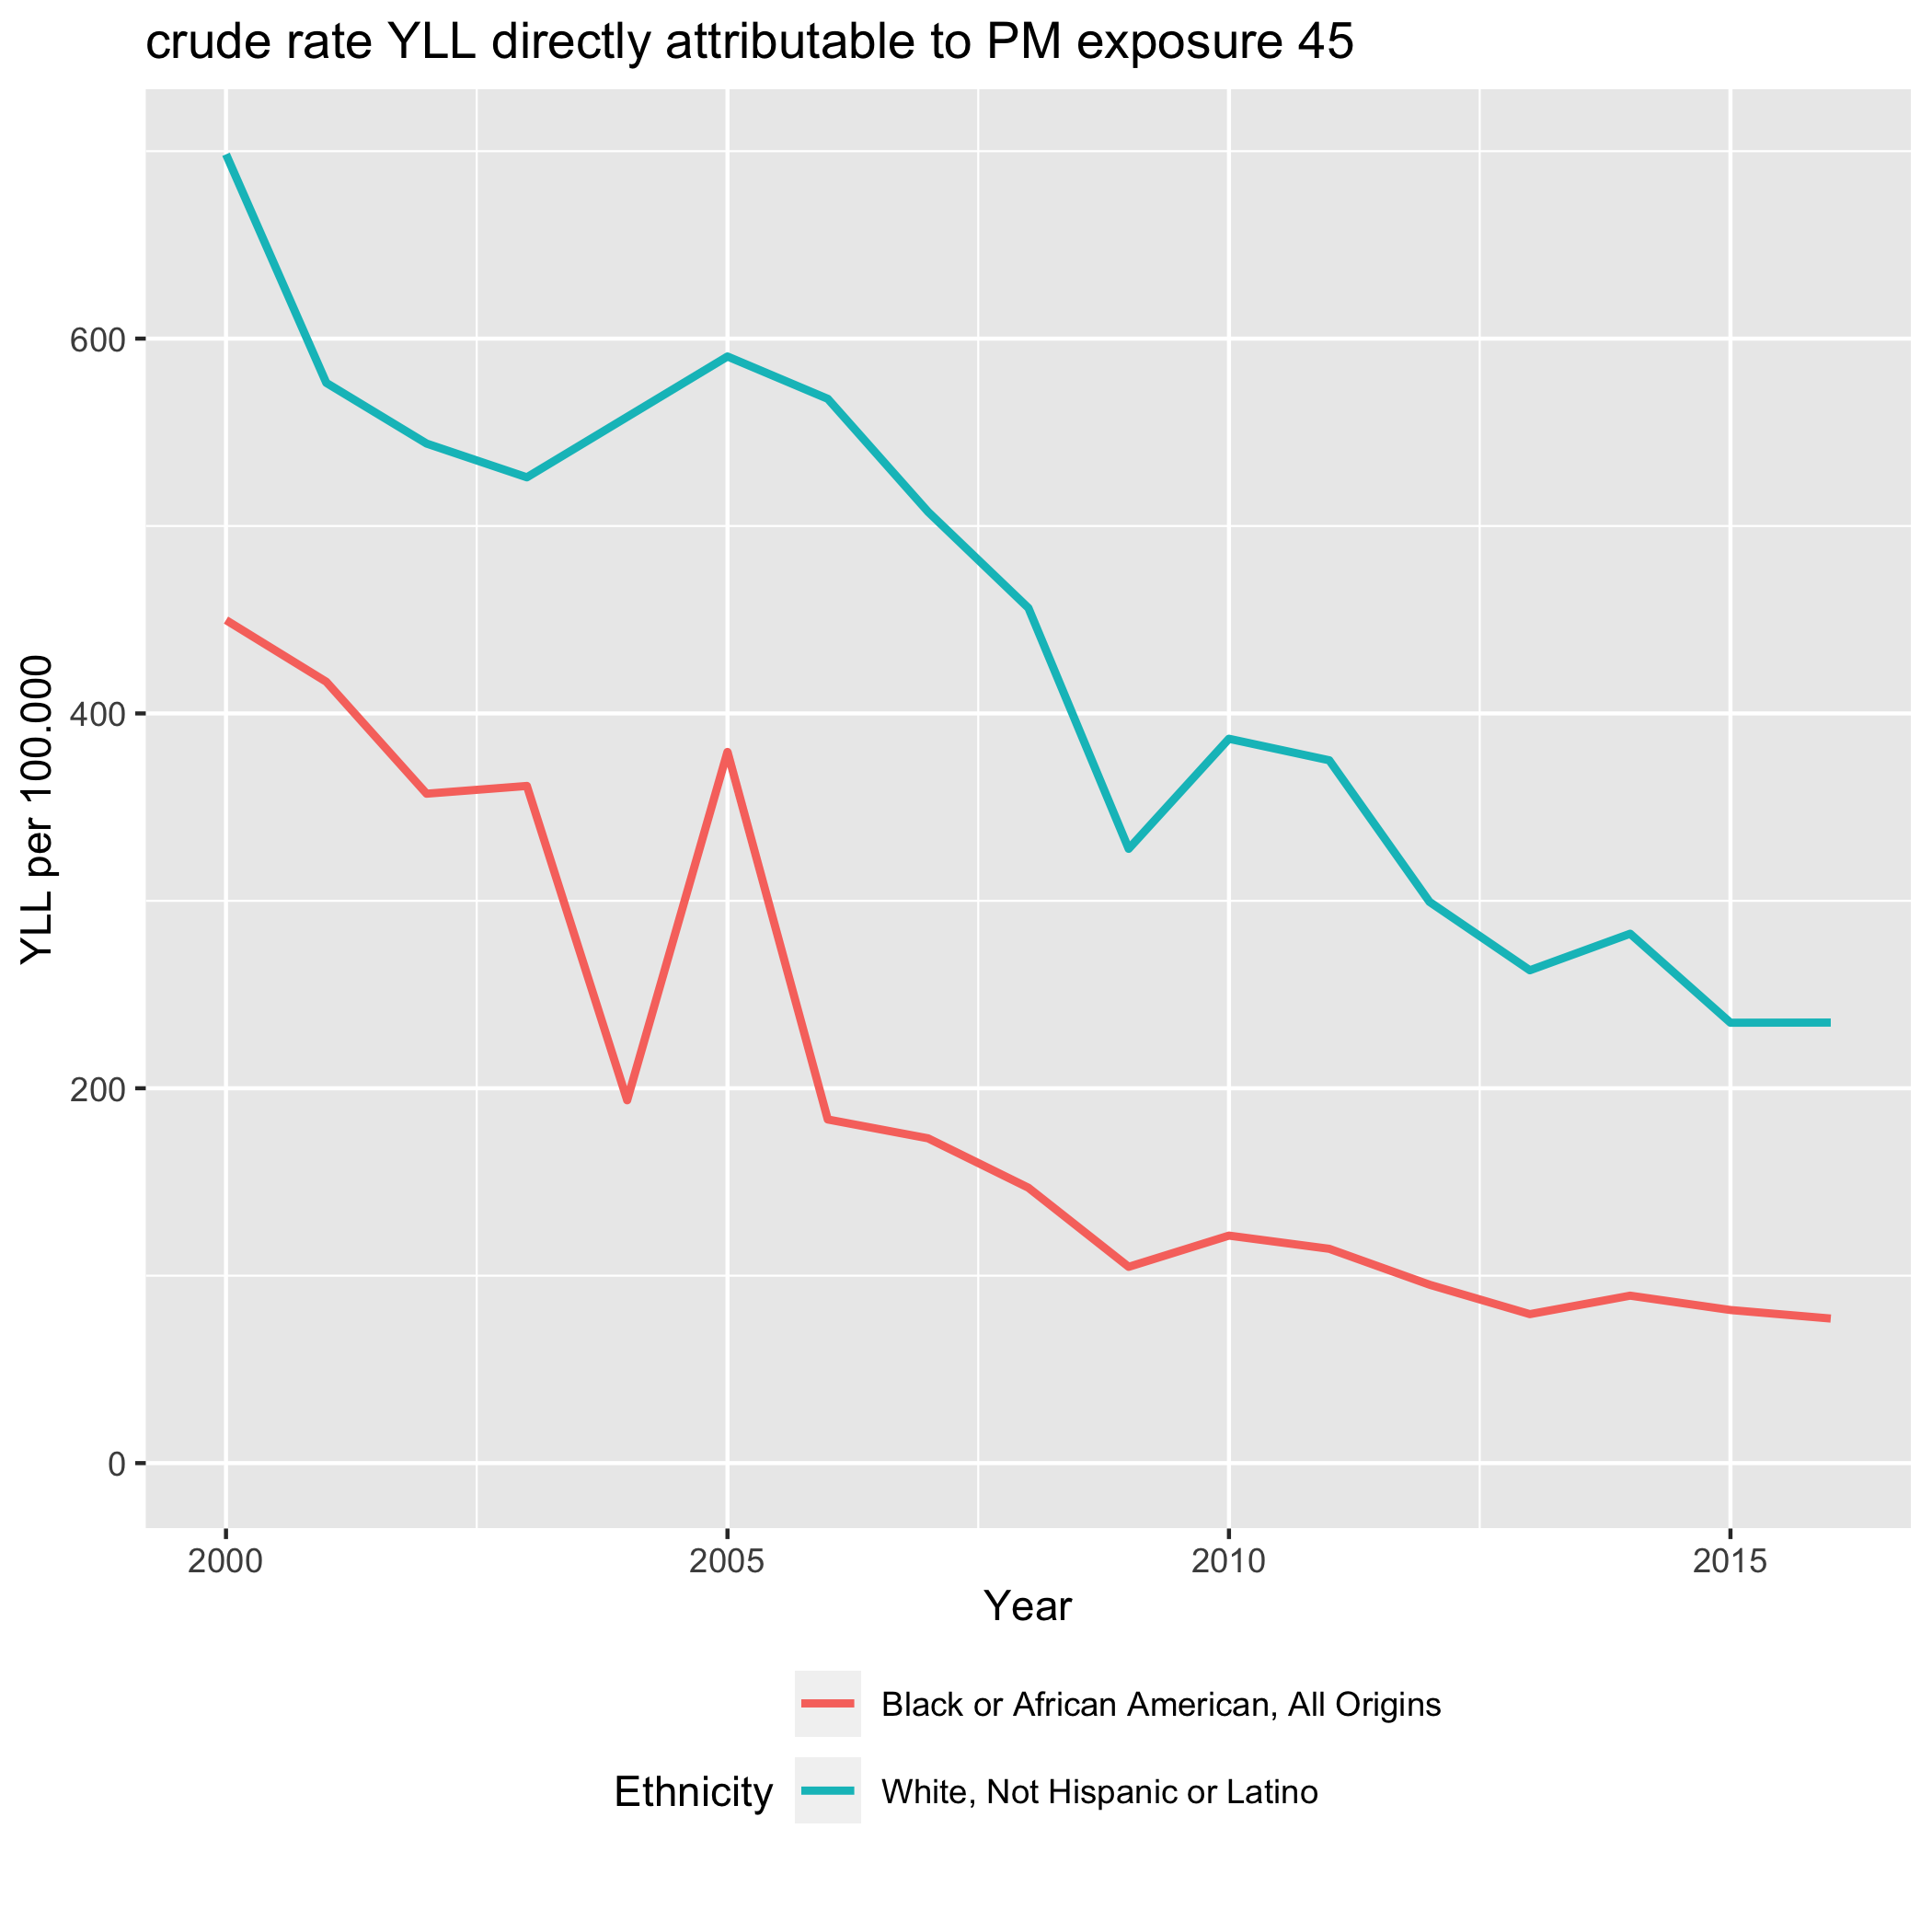 crude rate YLL directly attributable to PM exposure 45
YLL per 100.000
600
400
200
0
2000
2005
2010
2015
Year
Ethnicity
Black or African American, All Origins
White, Not Hispanic or Latino